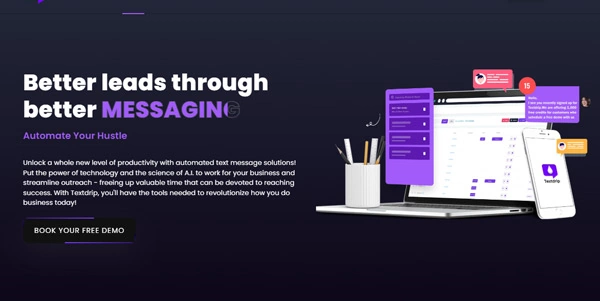 Better leads through
better MESSAGING
Automate Your Hustle
Unlock a whole new level of productivity with automated text message solutions!
Put the power of technology and the science of A.I. to work for your business and
streamline outreach - freeing up valuable time that can be devoted to reaching
success. With Textdrip, you'll have the tools needed to revolutionize how you do
business today!
BOOK YOUR FREE DEMO
15
Hello,
Textdrip